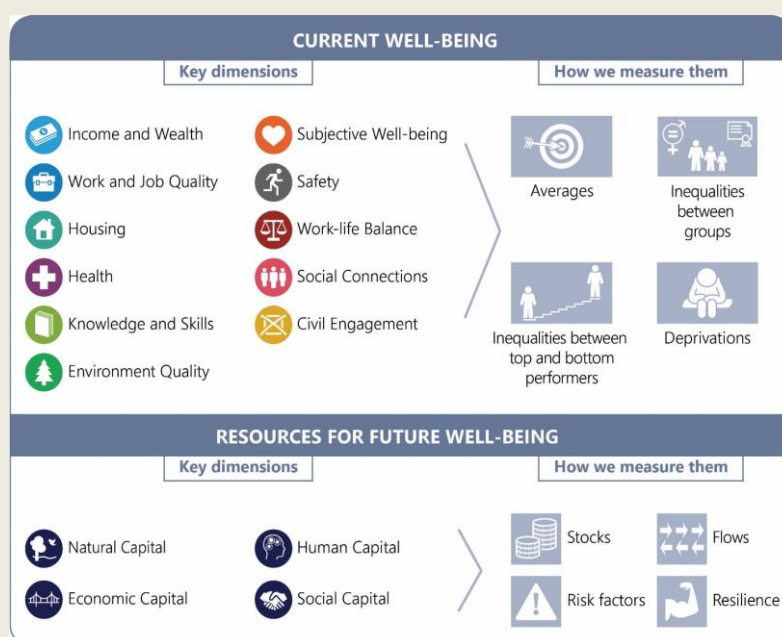 CURRENT WELL-BEING
Key dimensions
How we measure them
Income and Wealth
Subjective Well-being
Work and Job Quality
Safety
Housing
Work-life Balance
Health
Social Connections
Knowledge and Skills
Civil Engagement
Environment Quality
Averages
Inequalities
between
groups
Inequalities between
top and bottom
performers
Deprivations
RESOURCES FOR FUTURE WELL-BEING
Key dimensions
How we measure them
Natural Capital
Human Capital
Economic Capital
Social Capital
Stocks
Flows
Risk factors
Resilience